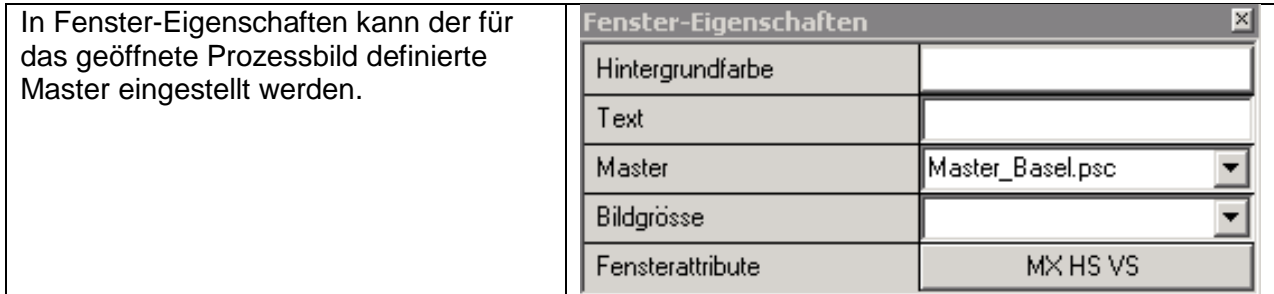 In Fenster-Eigenschaften kann der für
das geöffnete Prozessbild definierte
Master eingestellt werden.
Fenster-Eigenschaften
Hintergrundfarbe
Text
Master Master_Basel.psc
Bildgrösse
Fensterattribute MX HS VS